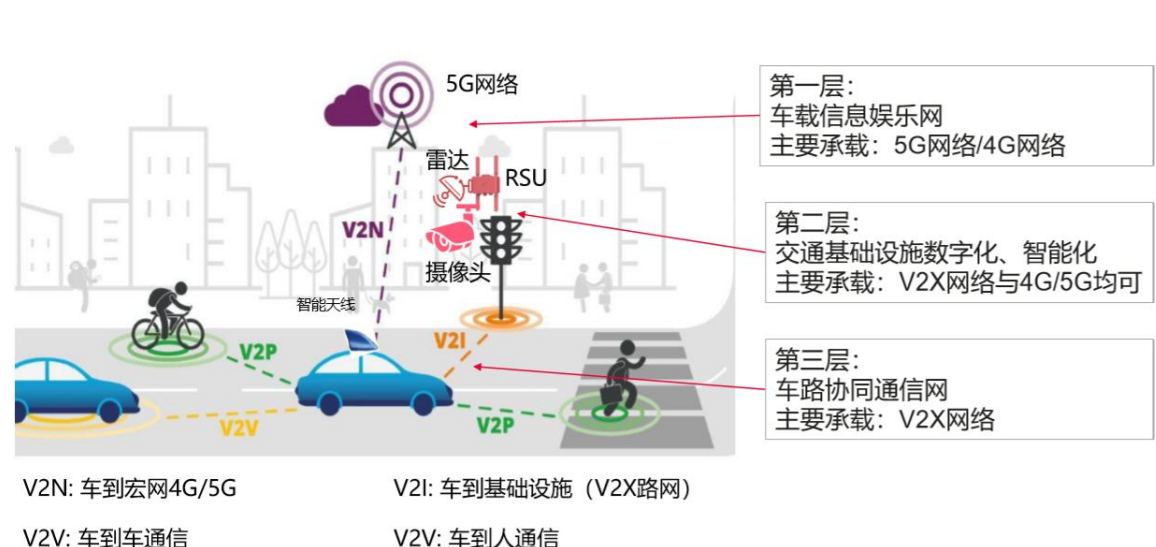 5G网络
第一层：
车载信息娱乐网
主要承载：5G网络/4G网络
雷达
RSU
V2N
摄像头
第二层：
交通基础设施数字化、智能化
主要承载：V2X网络与4G/5G均可
智能天线
V2P
V2I
V2V
V2P
第三层：
车路协同通信网
主要承载：V2X网络
V2N: 车到宏网4G/5G
V2I: 车到基础设施（V2X路网）
V2V: 车到车通信
V2V: 车到人通信